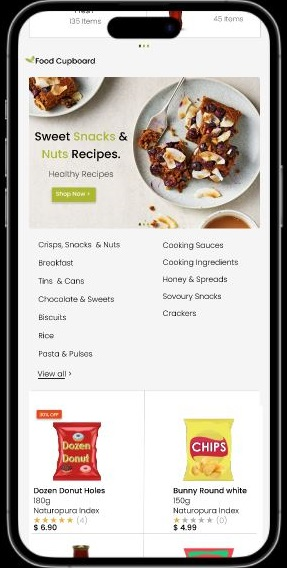 135 Items
45 Items
Food Cupboard
Sweet Snacks &
Nuts Recipes.
Healthy Recipes
Shop Now >
Crisps, Snacks & Nuts
Cooking Sauces
Breakfast
Cooking Ingredients
Tins & Cans
Honey & Spreads
Chocolate & Sweets
Savoury Snacks
Biscuits
Crackers
Rice
Pasta & Pulses
View all >
Dozen
Donut
CHIPS
Dozen Donut Holes
180g
Naturopura Index
(4)
$ 6.90
Bunny Round white
150g
Naturopura Index
(0)
$ 4.99